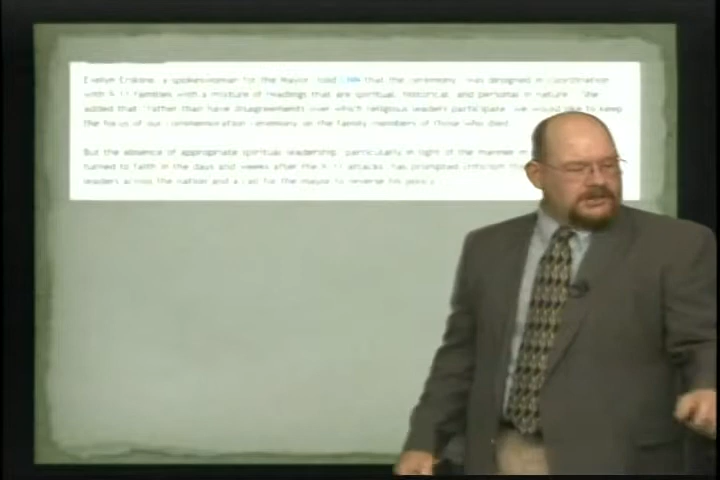 Evelyn Erskine, a spokeswoman for the Mayor, told CNN that the ceremony was designed in coordination
with 9-11 families with a mixture of readings that are spiritual, historical, and personal in nature. We
added that "rather than have disagreements over which religious leaders participate, we would like to keep
the focus of our commemoration ceremony on the family members of those who died.
But the absence of appropriate spiritual leadership, particularly in light of the manner in
turned to faith in the days and weeks after the 9-11 attacks, has prompted criticism
leaders across the nation and a call for the mayor to reverse his policy.